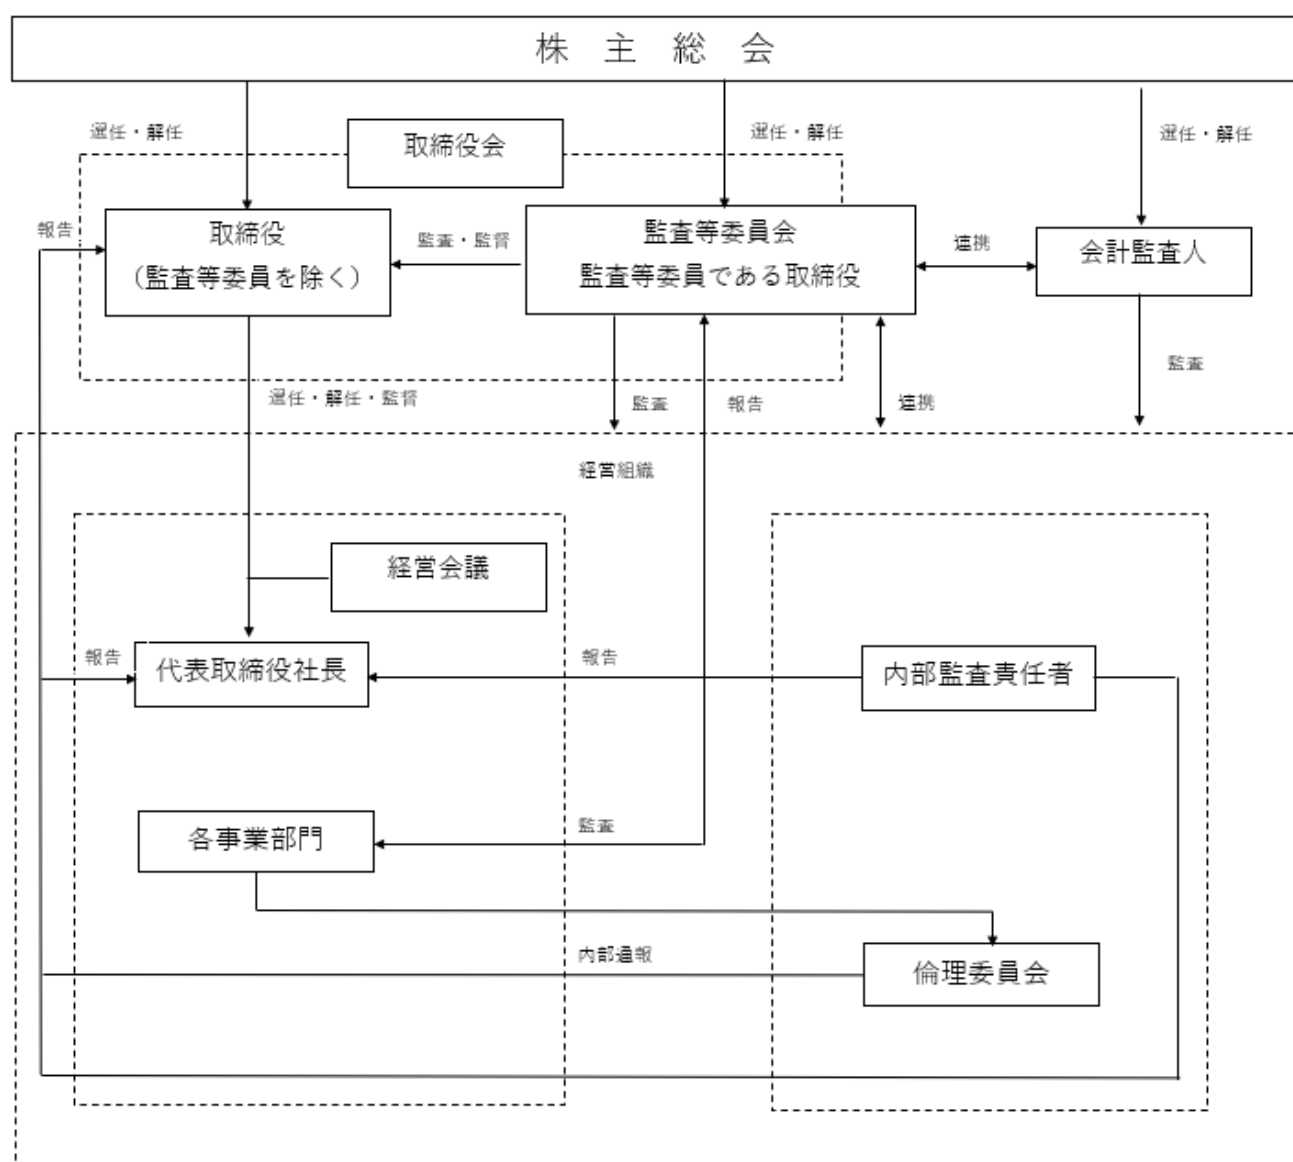 株 主 総 会
選任・解任
取締役会
選任・解任
選任・解任
報告
取締役
（監査等委員を除く）
監査・監督
監査等委員会
監査等委員である取締役
連携
会計監査人
選任・解任・監督
監査
報告
連携
監査
経営組織
経営会議
報告
代表取締役社長
報告
内部監査責任者
各事業部門
監査
内部通報
倫理委員会